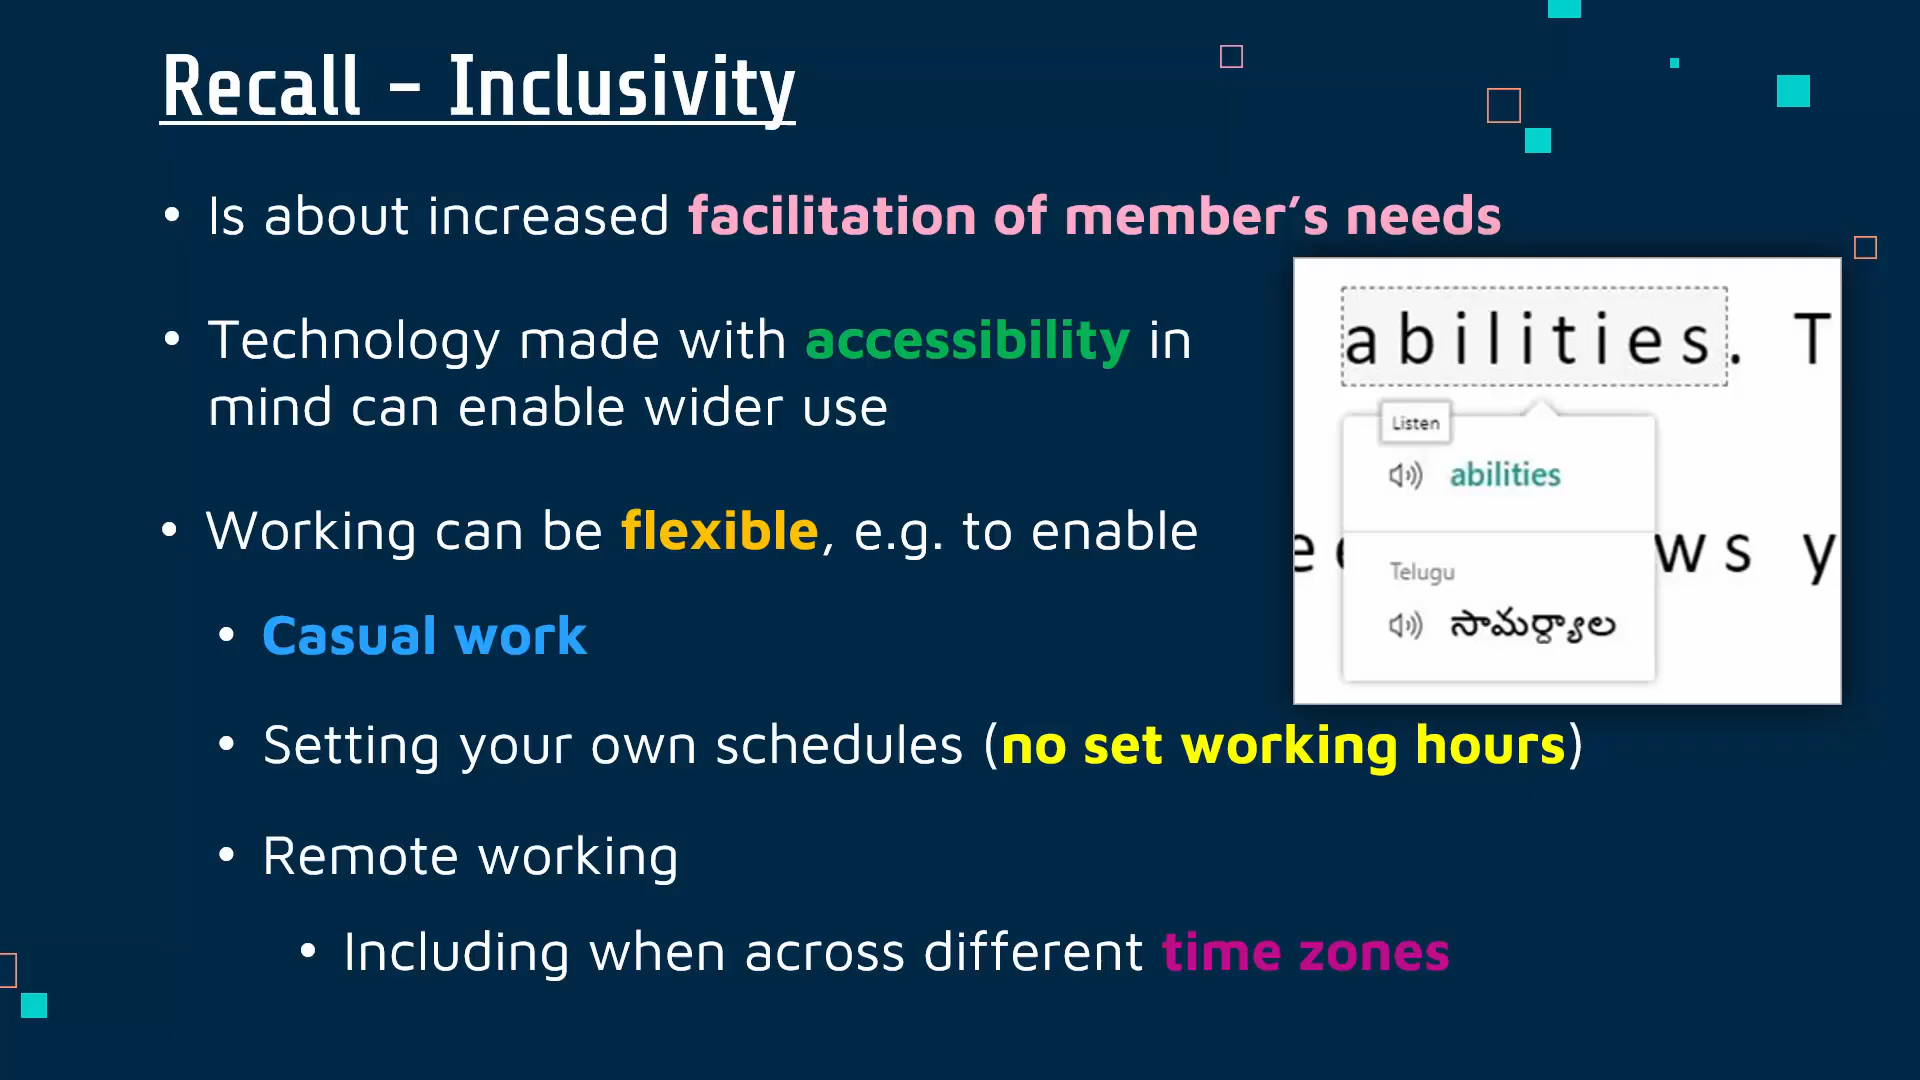 Recall – Inclusivity
• Is about increased facilitation of member’s needs
• Technology made with accessibility in
mind can enable wider use
• Working can be flexible, e.g. to enable
• Casual work
• Setting your own schedules (no set working hours)
• Remote working
• Including when across different time zones
abilities. T
Listen
abilities
ws y
Telugu
సామర్థ్యాల